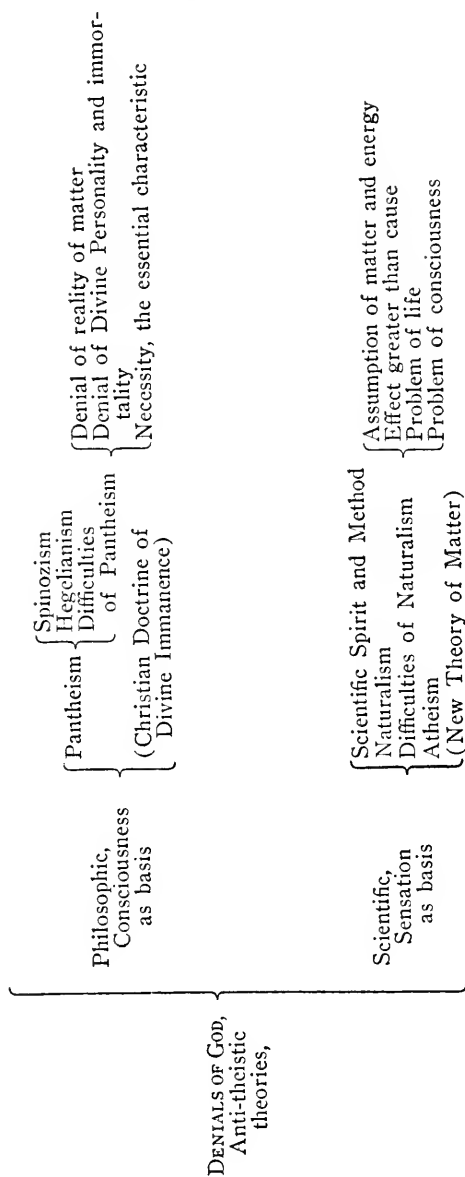 DENIALS OF GOD,
Anti-theistic
theories,
Philosophic,
Consciousness
as basis
Pantheism
Spinozism
Hegelianism
Difficulties
of Pantheism
(Christian Doctrine of
Divine Immanence)
Denial of reality of matter
Denial of Divine Personality and immor-
tality
Necessity, the essential characteristic
Scientific,
Sensation
as basis
Scientific Spirit and Method
Naturalism
Difficulties of Naturalism
Atheism
(New Theory of Matter)
Assumption of matter and energy
Effect greater than cause
Problem of life
Problem of consciousness